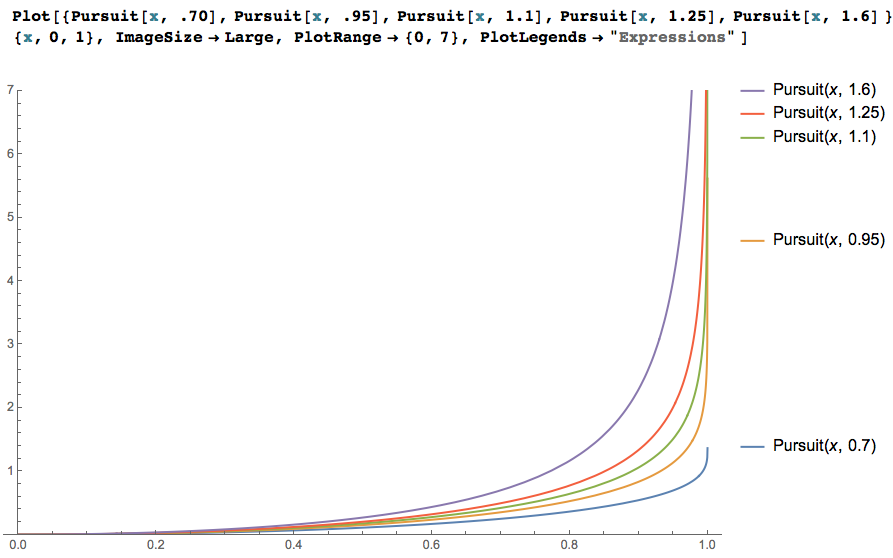 Plot[{Pursuit[x, .70], Pursuit[x, .95], Pursuit[x, 1.1], Pursuit[x, 1.25], Pursuit[x, 1.6]}
{x, 0, 1}, ImageSize → Large, PlotRange → {0, 7}, PlotLegends → "Expressions"]
7
6
5
4
3
2
1
0.0 0.2 0.4 0.6 0.8 1.0
Pursuit(x, 1.6)
Pursuit(x, 1.25)
Pursuit(x, 1.1)
Pursuit(x, 0.95)
Pursuit(x, 0.7)